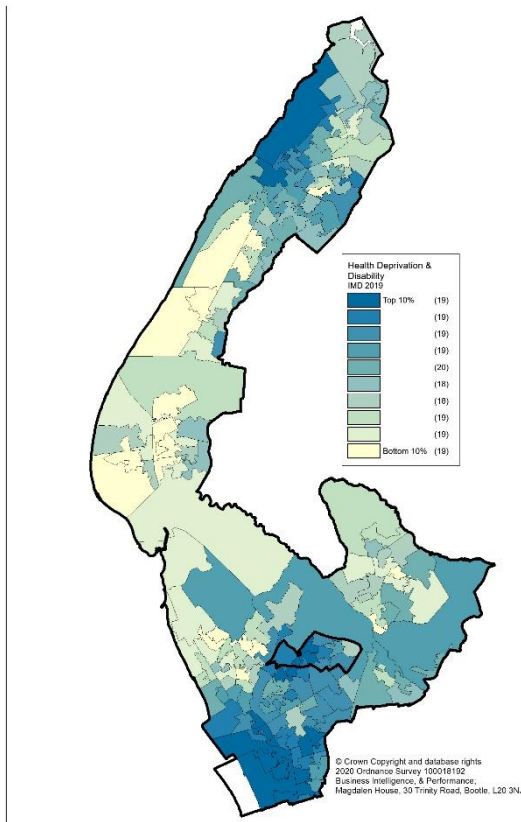 Health Deprivation &
Disability
IMD 2019
Top 10% (19)
(19)
(19)
(19)
(20)
(18)
(18)
(19)
(19)
Bottom 10% (19)
© Crown Copyright and database rights
2020 Ordnance Survey 100018192
Business Intelligence, & Performance,
Magdalen House, 30 Trinity Road, Bootle, L20 3NJ